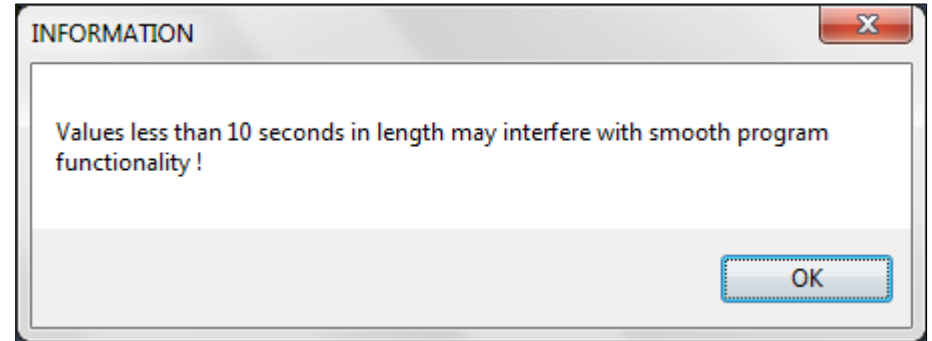 INFORMATION
Values less than 10 seconds in length may interfere with smooth program
functionality !
OK